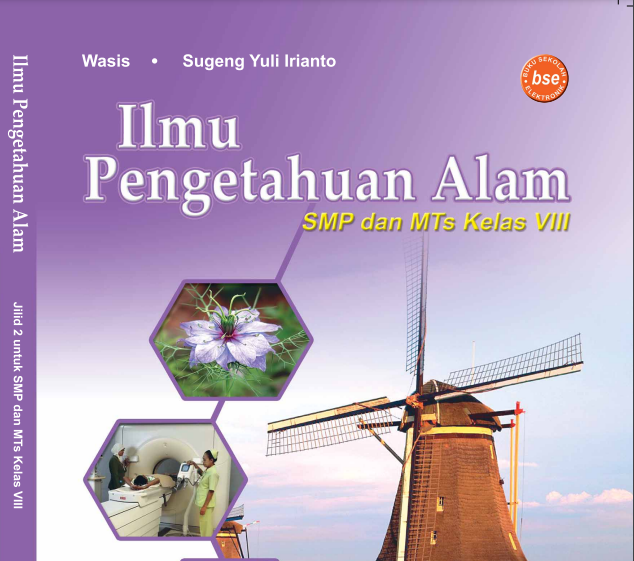 Wasis • Sugeng Yuli Irianto
BUKU SEKOLAH
bse
ELEKTRONIK
Ilmu
Pengetahuan Alam
SMP dan MTs Kelas VIII
Ilmu Pengetahuan Alam
Jilid 2 untuk SMP dan MTs Kelas VIII